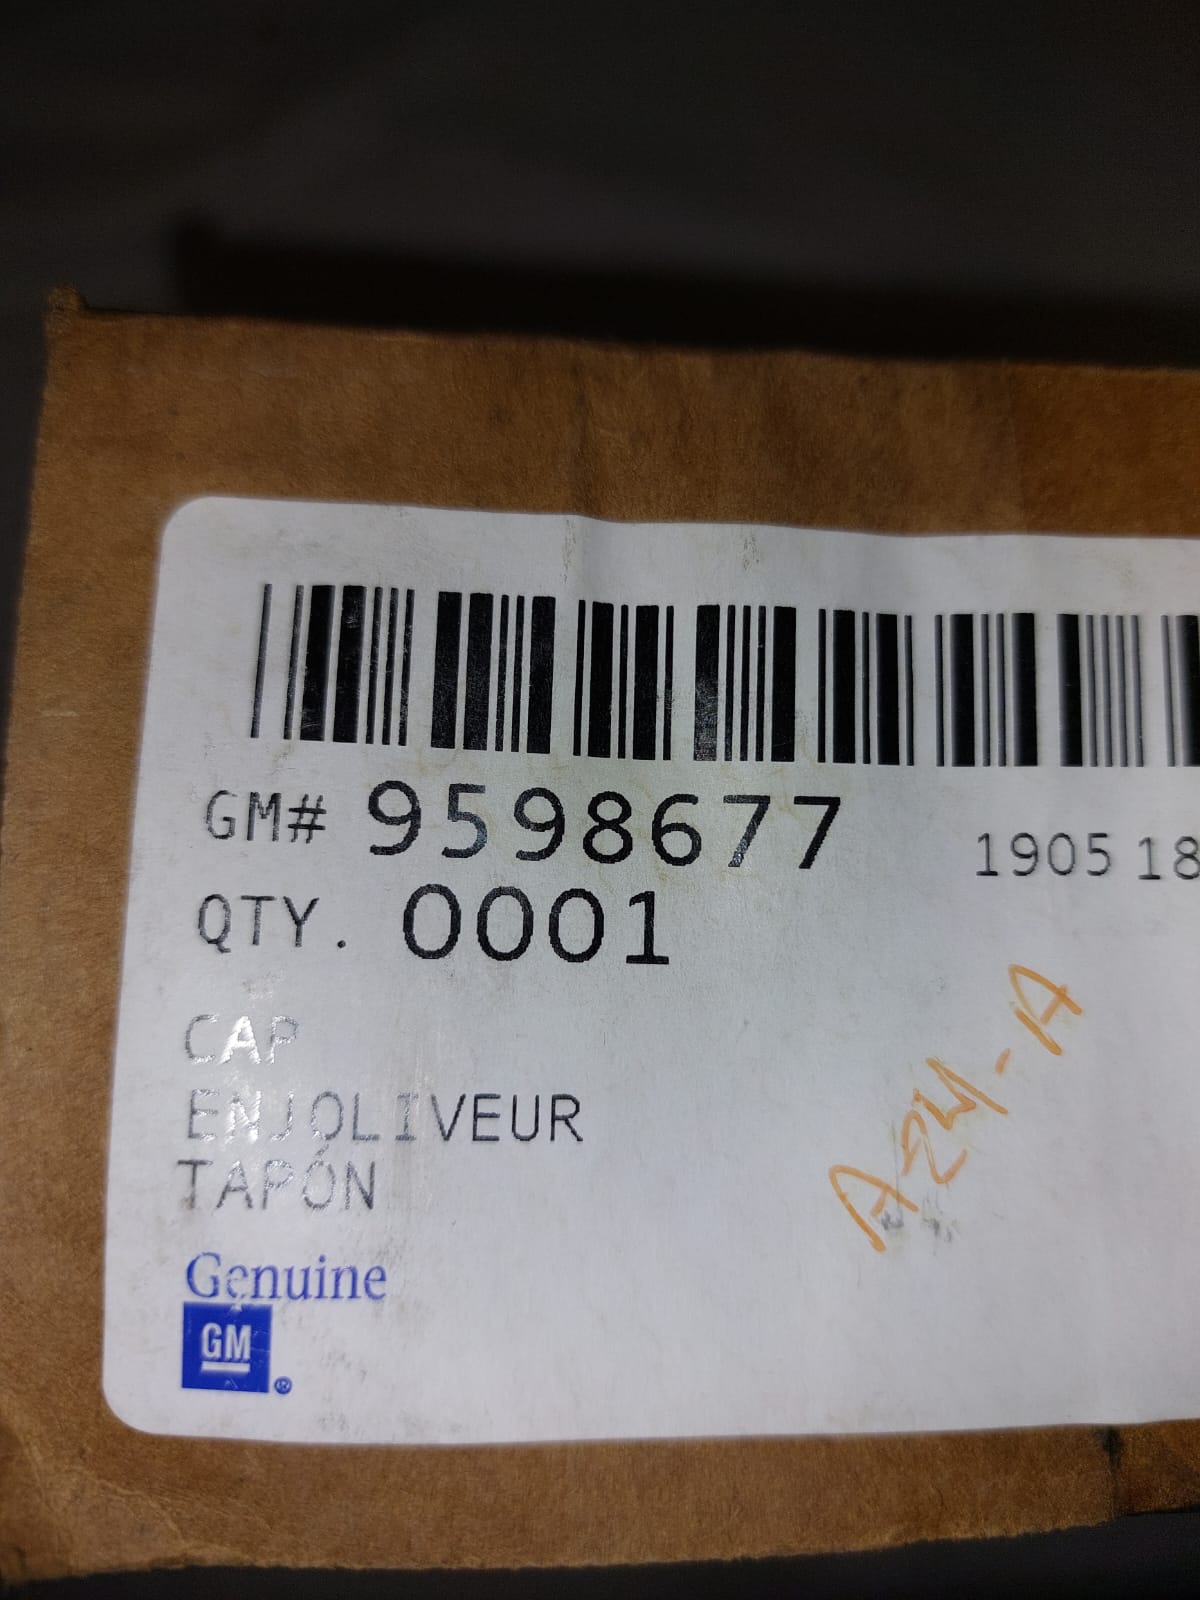 GM# 9598677 1905 18
QTY. 0001
CAP
ENJOLIVEUR
TAPÓN
A24-A
Genuine
GM
®